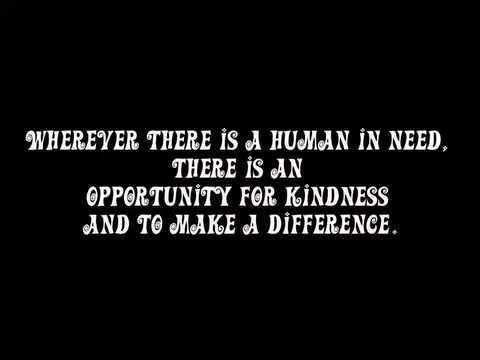 WHEREVER THERE IS A HUMAN IN NEED,
THERE IS AN
OPPORTUNITY FOR KINDNESS
AND TO MAKE A DIFFERENCE.